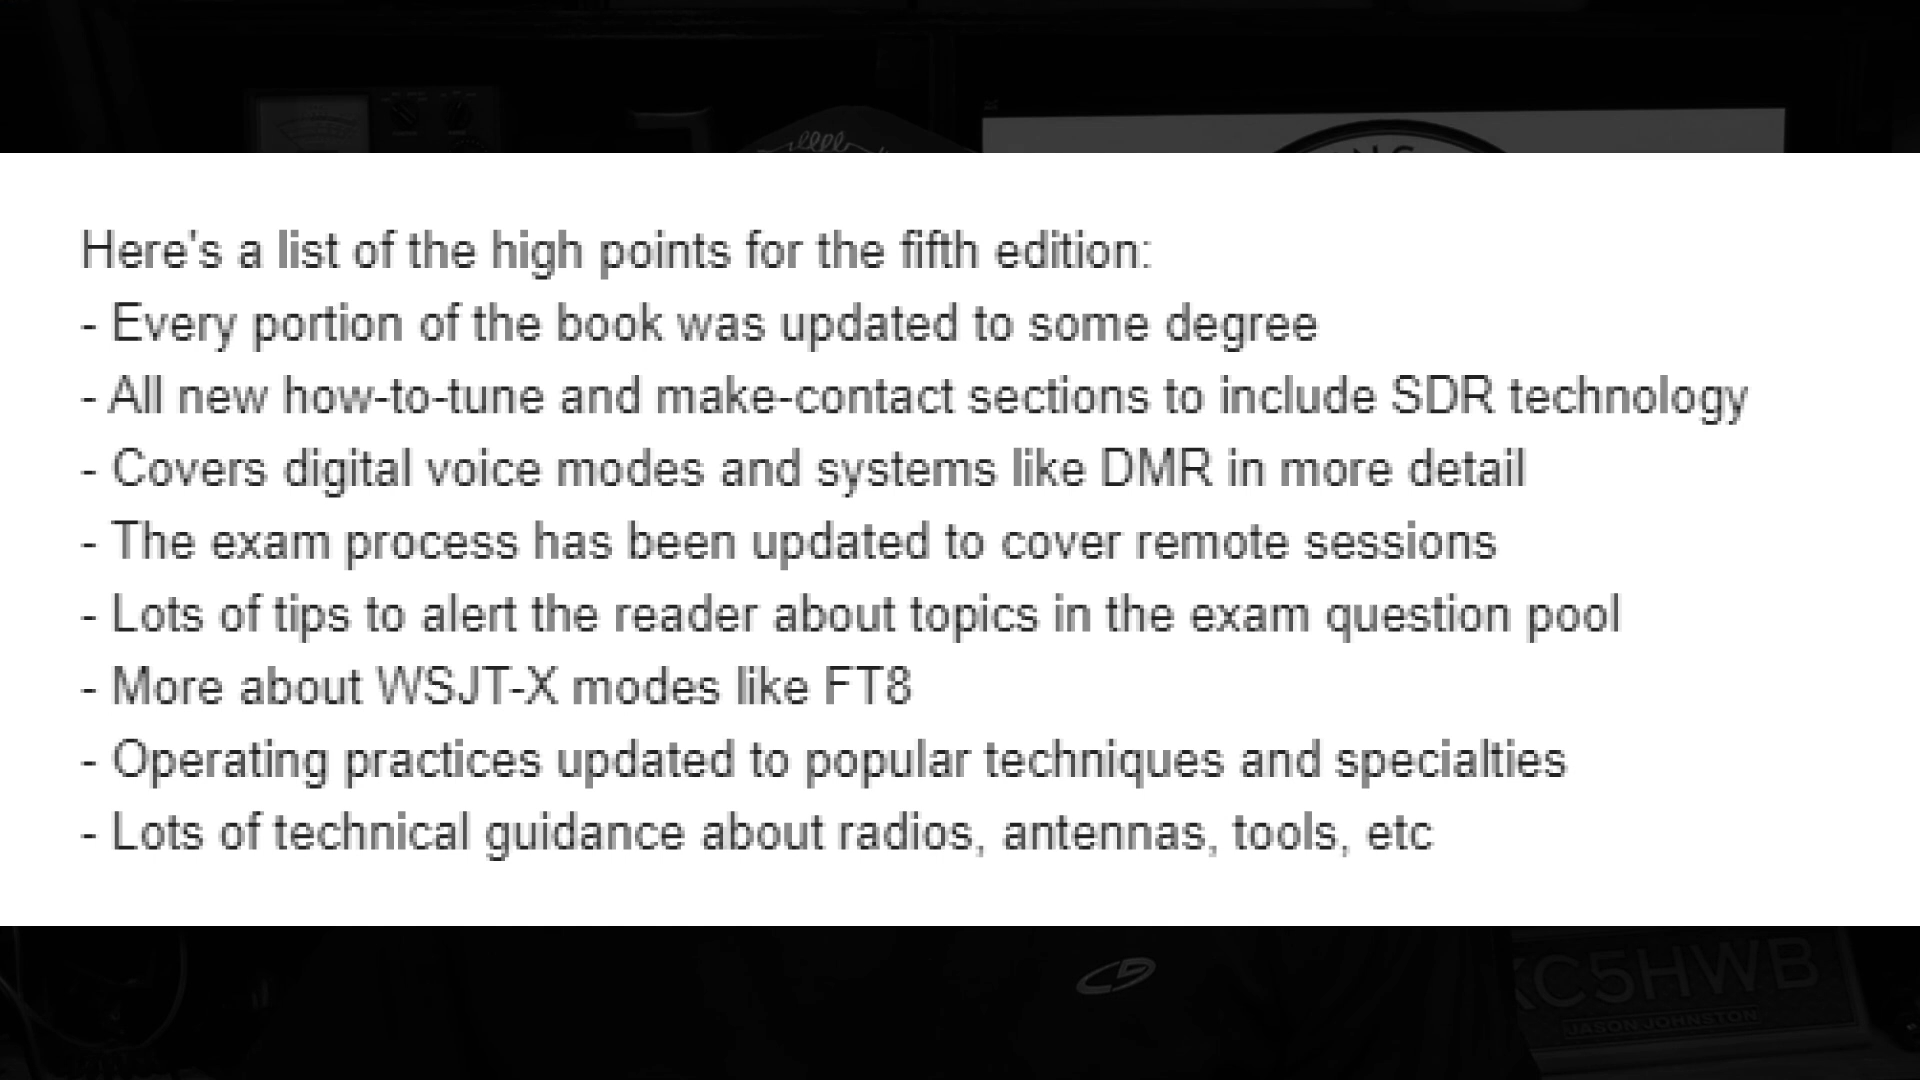 Here's a list of the high points for the fifth edition:
- Every portion of the book was updated to some degree
- All new how-to-tune and make-contact sections to include SDR technology
- Covers digital voice modes and systems like DMR in more detail
- The exam process has been updated to cover remote sessions
- Lots of tips to alert the reader about topics in the exam question pool
- More about WSJT-X modes like FT8
- Operating practices updated to popular techniques and specialties
- Lots of technical guidance about radios, antennas, tools, etc
KC5HWB
JASON JOHNSTON